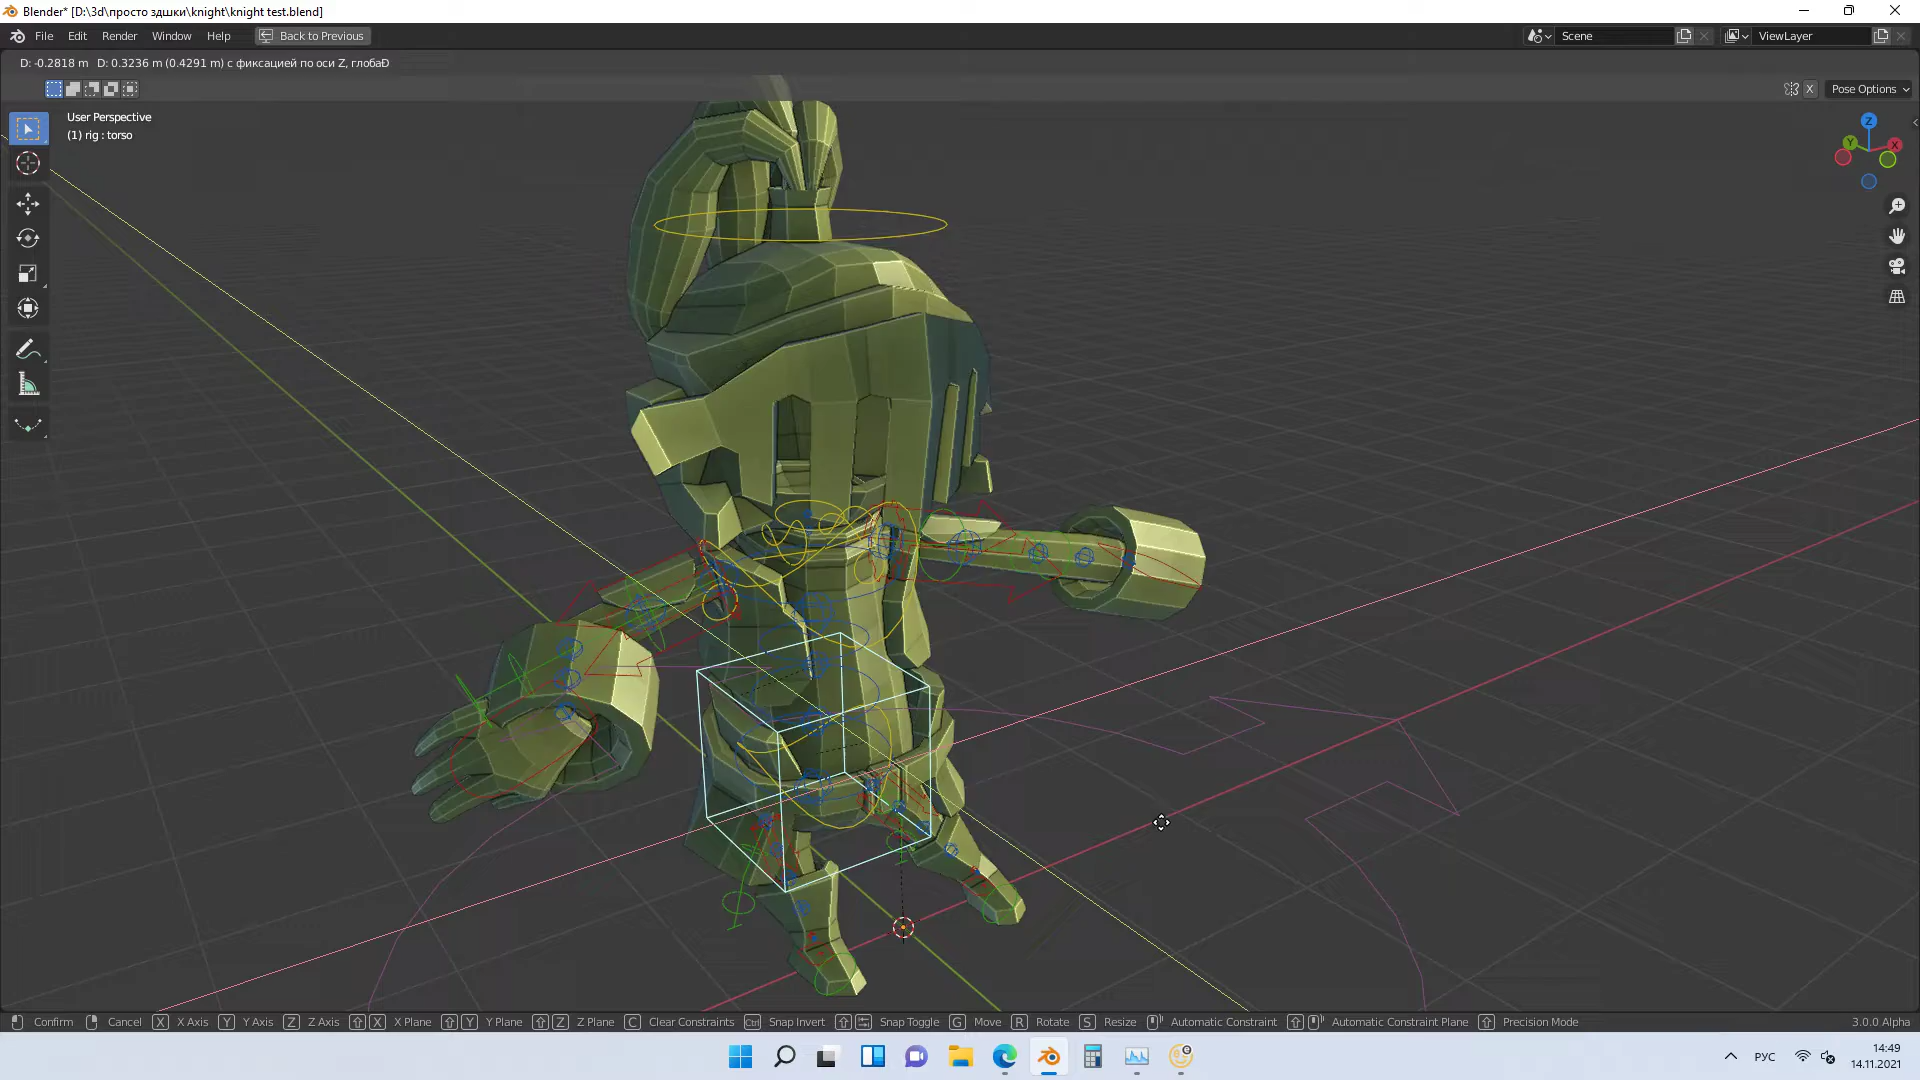 Blender* [D:\3d\просто здшки\knight\knight test.blend]
File Edit Render Window Help Back to Previous Scene ViewLayer
D: -0.2818 m D: 0.3236 m (0.4291 m) с фиксацией по оси Z, глобаĐ
X Pose Options
User Perspective
(1) rig : torso
Z
Y X
Confirm Cancel X X Axis Y Y Axis Z Z Axis X X Plane Y Y Plane Z Z Plane C Clear Constraints Ctrl Snap Invert Snap Toggle G Move R Rotate S Resize Automatic Constraint Automatic Constraint Plane Precision Mode 3.0.0 Alpha
РУС 14:49
14.11.2021